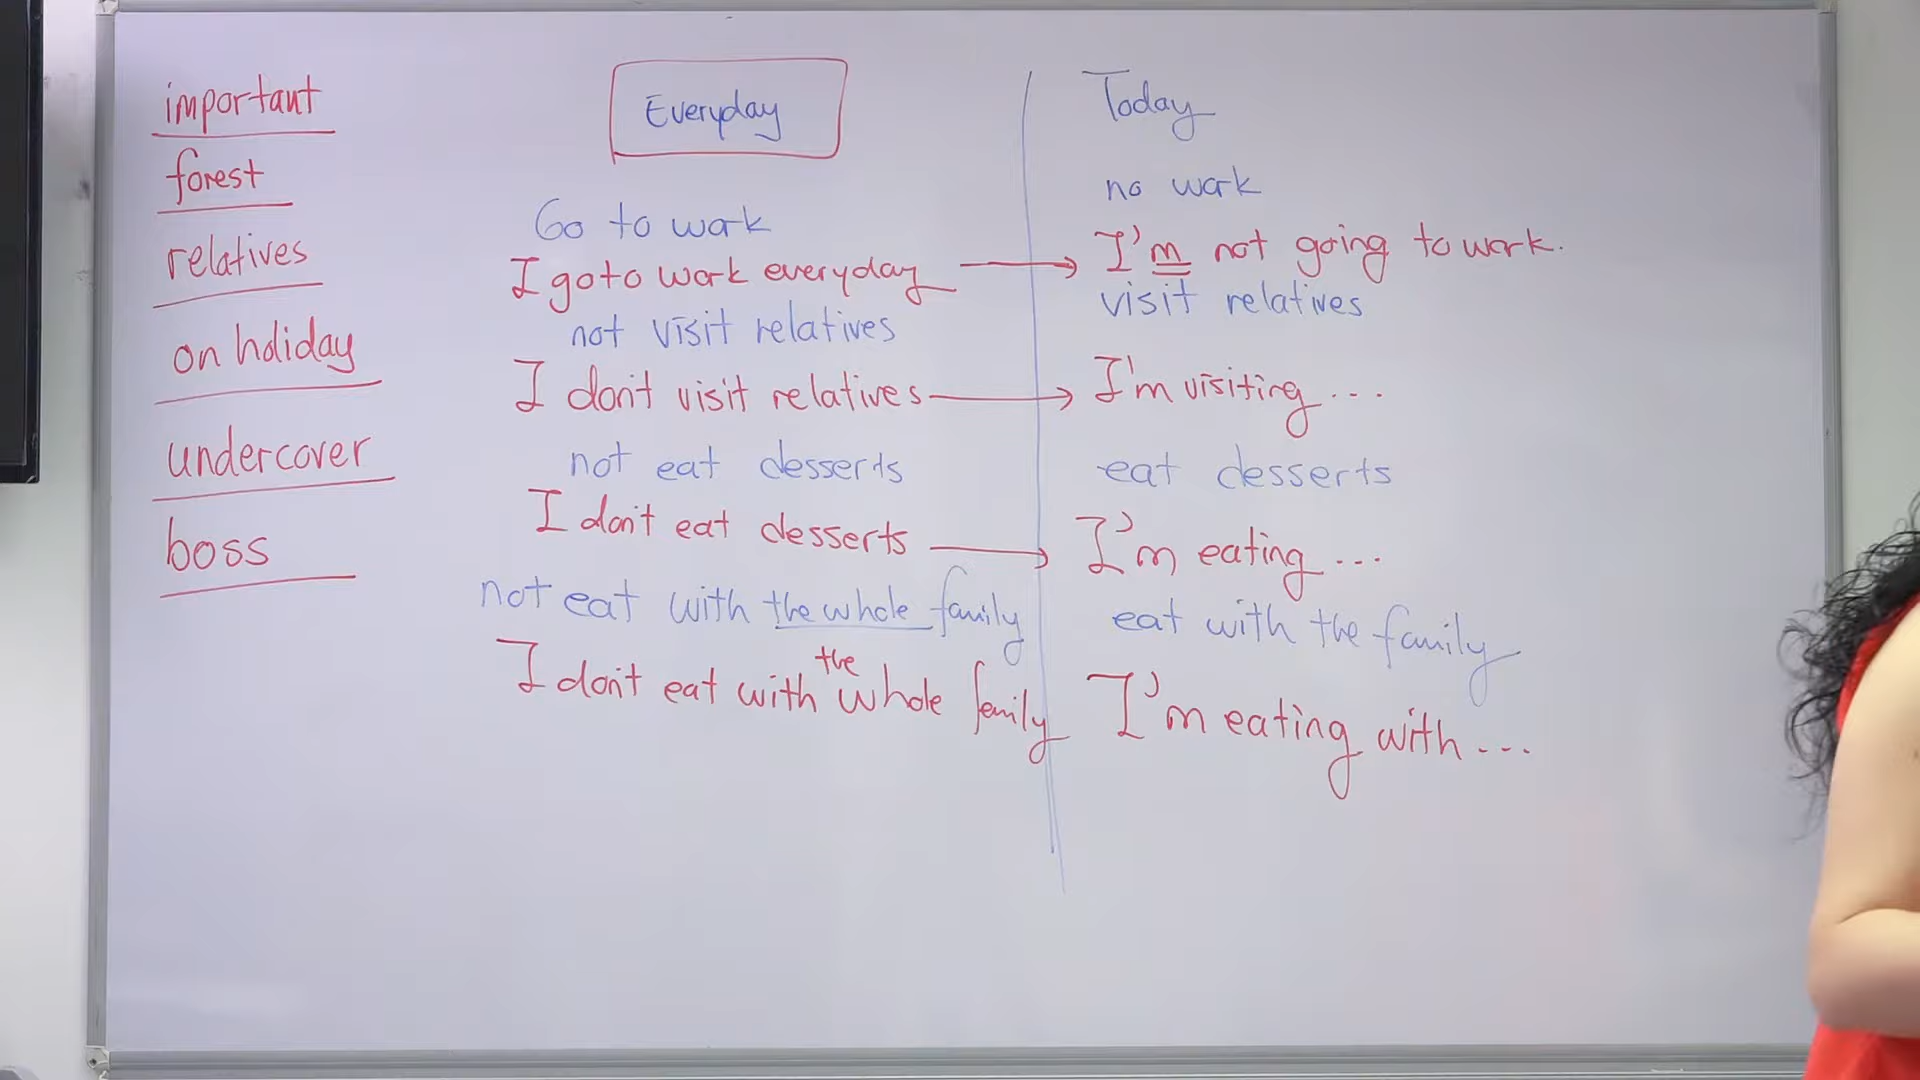 important
forest
relatives
on holiday
undercover
boss
Everyday
Go to work
I go to work everyday
not visit relatives
I don't visit relatives
not eat desserts
I don't eat desserts
not eat with the whole family
I don't eat with the whole family
Today
no work
I'm not going to work.
visit relatives
I'm visiting...
eat desserts
I'm eating...
eat with the family
I'm eating with...